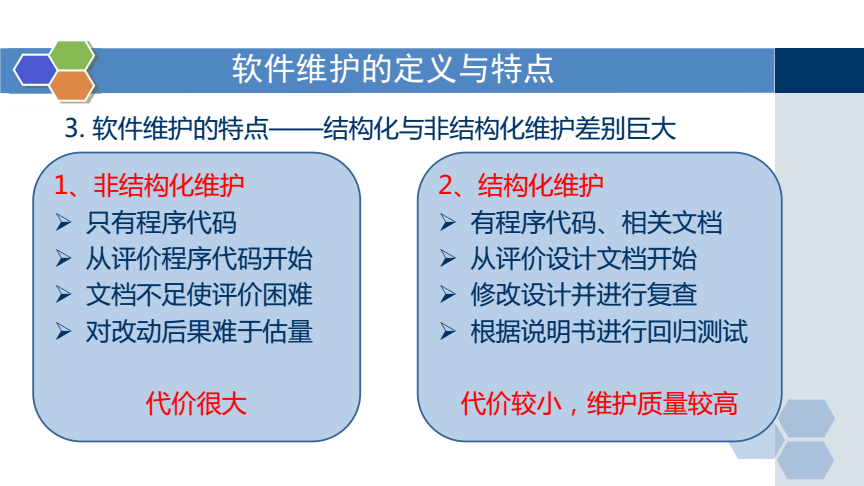 软件维护的定义与特点
3. 软件维护的特点——结构化与非结构化维护差别巨大
1、非结构化维护
➢ 只有程序代码
➢ 从评价程序代码开始
➢ 文档不足使评价困难
➢ 对改动后果难于估量
代价很大
2、结构化维护
➢ 有程序代码、相关文档
➢ 从评价设计文档开始
➢ 修改设计并进行复查
➢ 根据说明书进行回归测试
代价较小，维护质量较高